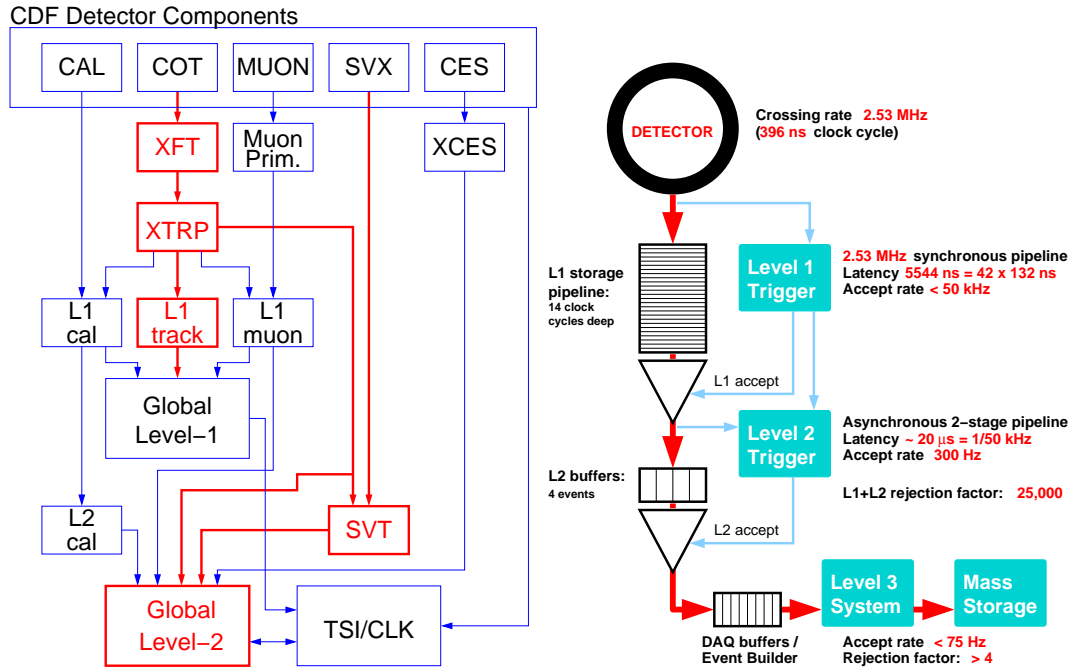 CDF Detector Components
CAL
COT
MUON
SVX
CES
XFT
Muon
Prim.
XCES
XTRP
L1
cal
L1
track
L1
muon
Global
Level−1
L2
cal
SVT
Global
Level−2
TSI/CLK
DETECTOR
Crossing rate 2.53 MHz
(396 ns clock cycle)
L1 storage
pipeline:
14 clock
cycles deep
Level 1
Trigger
2.53 MHz synchronous pipeline
Latency 5544 ns = 42 x 132 ns
Accept rate < 50 kHz
L1 accept
Level 2
Trigger
Asynchronous 2−stage pipeline
Latency ~ 20 μs = 1/50 kHz
Accept rate 300 Hz
L2 buffers:
4 events
L1+L2 rejection factor: 25,000
L2 accept
DAQ buffers /
Event Builder
Level 3
System
Mass
Storage
Accept rate < 75 Hz
Rejection factor: > 4